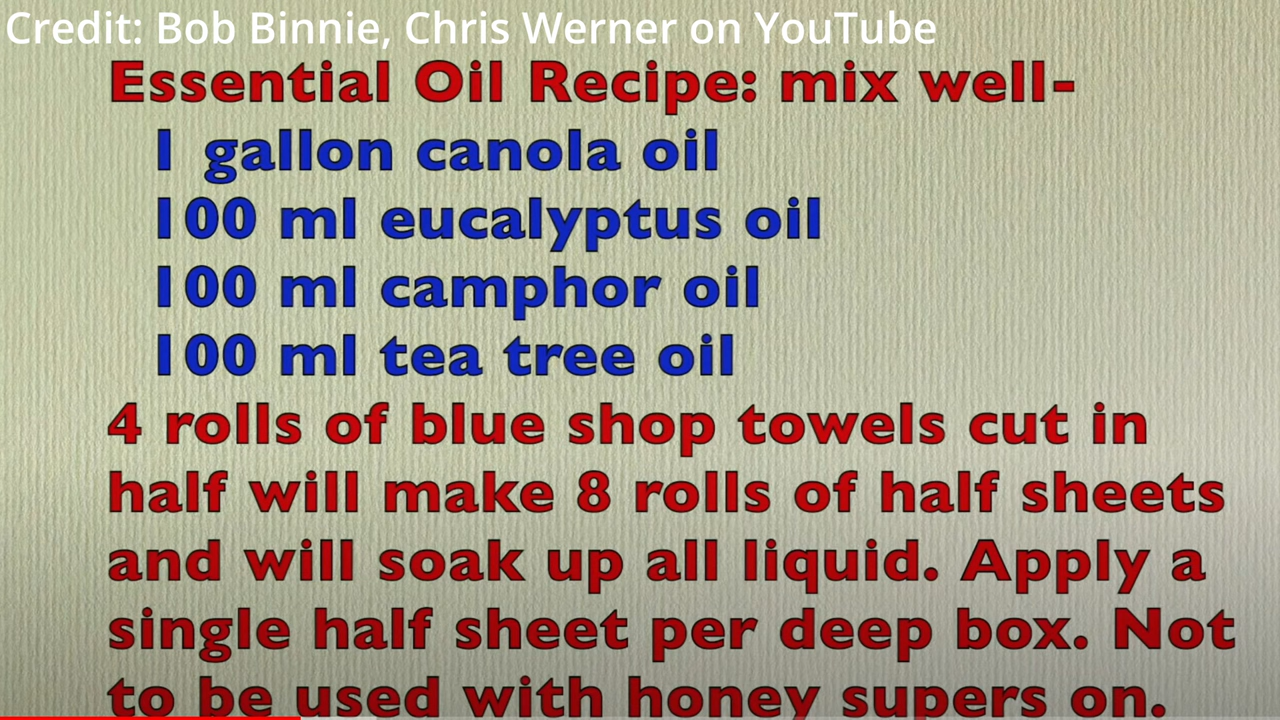 Credit: Bob Binnie, Chris Werner on YouTube
Essential Oil Recipe: mix well-
1 gallon canola oil
100 ml eucalyptus oil
100 ml camphor oil
100 ml tea tree oil
4 rolls of blue shop towels cut in
half will make 8 rolls of half sheets
and will soak up all liquid. Apply a
single half sheet per deep box. Not
to be used with honey supers on.